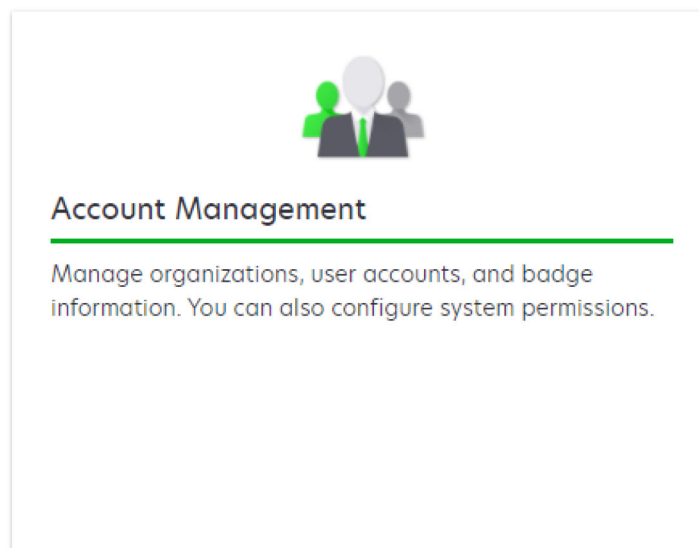 Account Management
Manage organizations, user accounts, and badge
information. You can also configure system permissions.